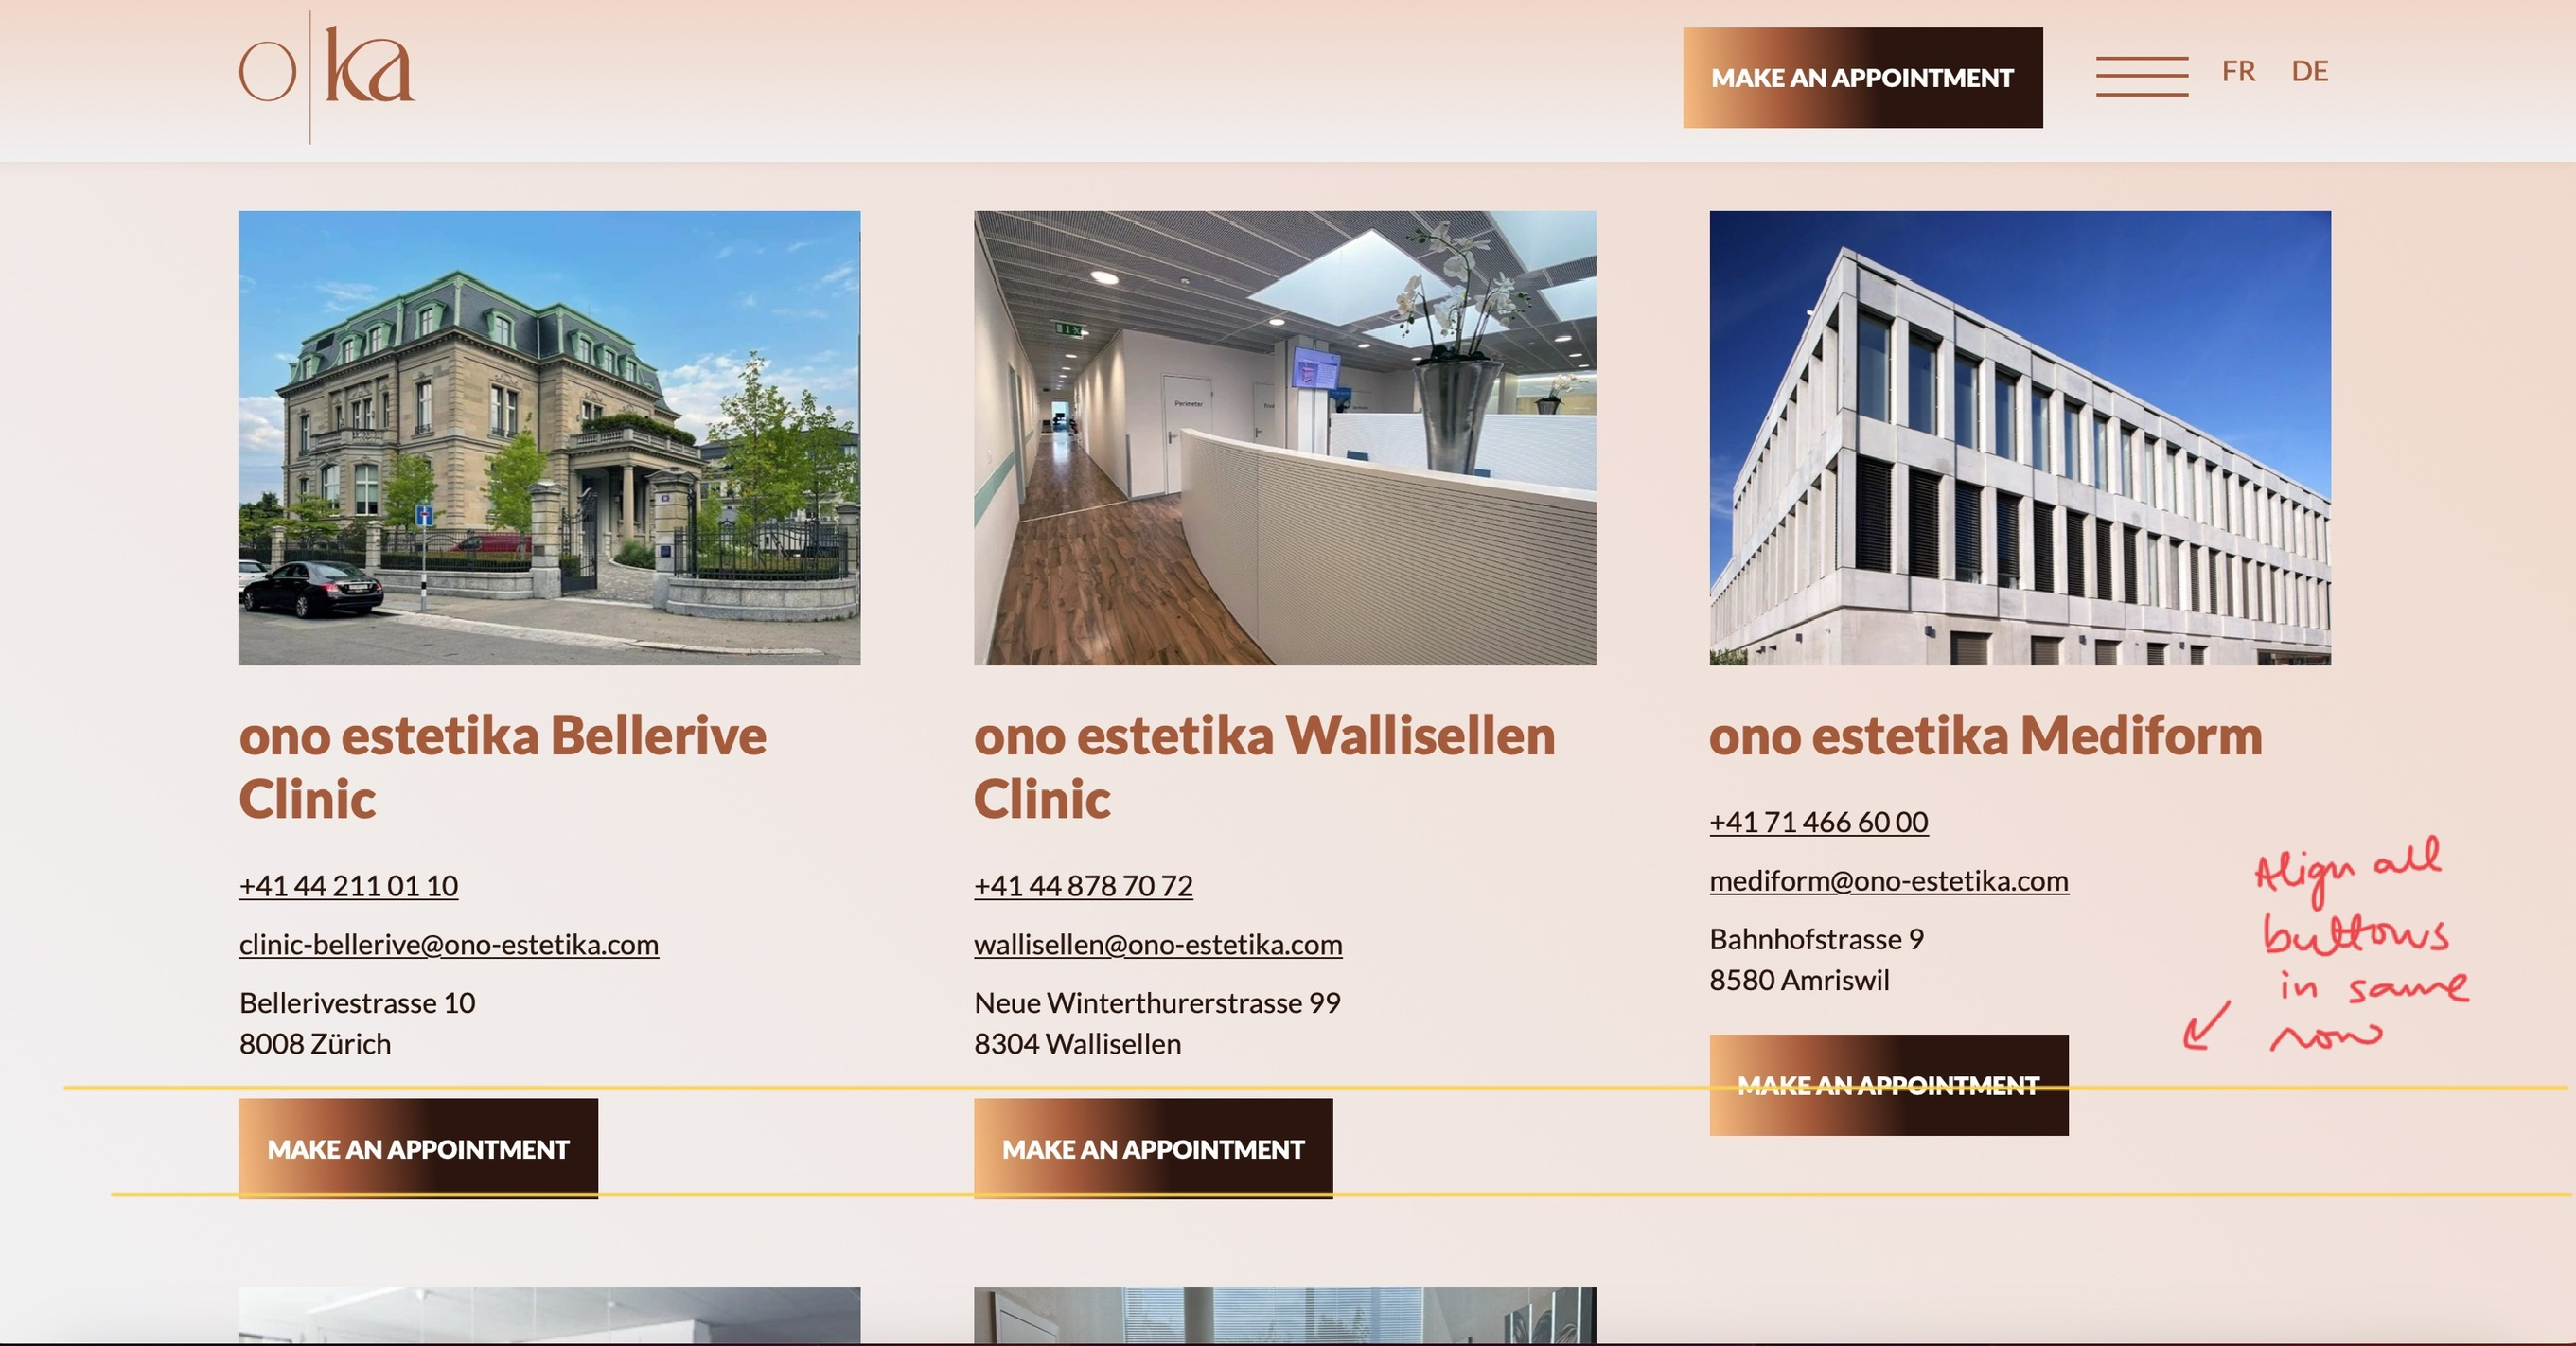 o|ka
MAKE AN APPOINTMENT
FR DE
Perimeter
ono estetika Bellerive
Clinic
+41 44 211 01 10
clinic-bellerive@ono-estetika.com
Bellerivestrasse 10
8008 Zürich
MAKE AN APPOINTMENT
ono estetika Wallisellen
Clinic
+41 44 878 70 72
wallisellen@ono-estetika.com
Neue Winterthurerstrasse 99
8304 Wallisellen
MAKE AN APPOINTMENT
ono estetika Mediform
+41 71 466 60 00
mediform@ono-estetika.com
Bahnhofstrasse 9
8580 Amriswil
MAKE AN APPOINTMENT
Align all
buttows
in same
row